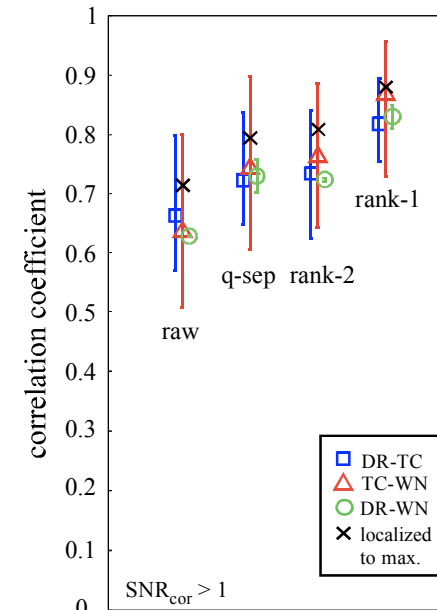 1
0.9
0.8
0.7
0.6
0.5
0.4
0.3
0.2
0.1
0
correlation coefficient
rank-1
q-sep
rank-2
raw
DR-TC
TC-WN
DR-WN
localized
to max.
SNR_cor > 1